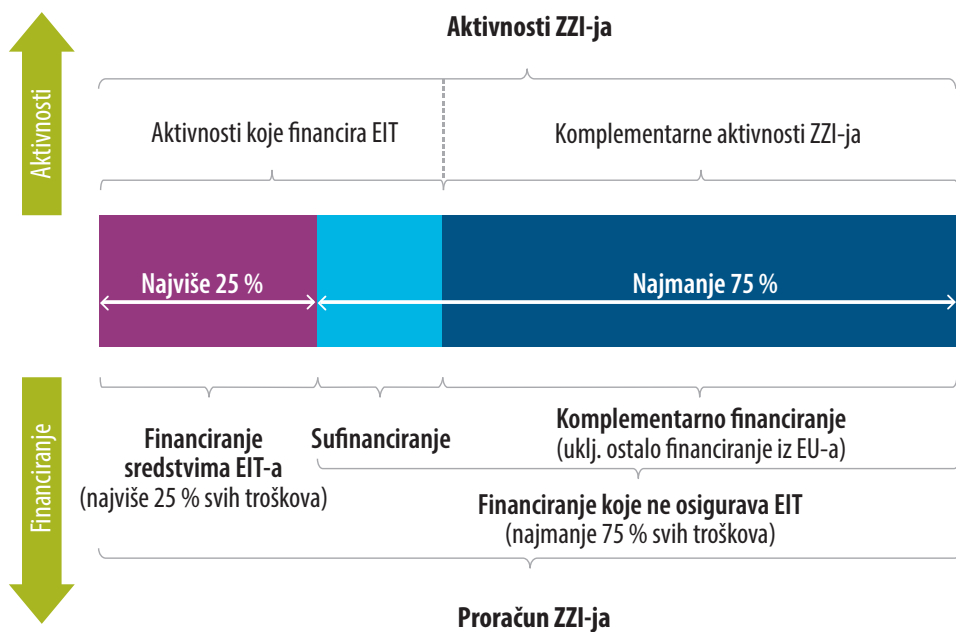 Aktivnosti ZZI-ja
Aktivnosti
Aktivnosti koje financira EIT
Komplementarne aktivnosti ZZI-ja
Najviše 25 %
Najmanje 75 %
Financiranje
Financiranje
sredstvima EIT-a
(najviše 25 % svih troškova)
Sufinanciranje
Komplementarno financiranje
(uklj. ostalo financiranje iz EU-a)
Financiranje koje ne osigurava EIT
(najmanje 75 % svih troškova)
Proračun ZZI-ja